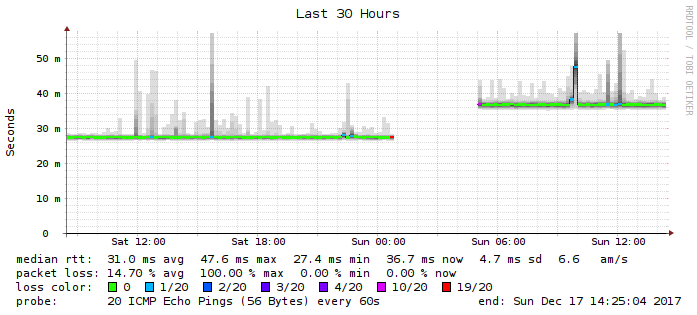 Last 30 Hours
RRDTOOL / TOBI OETIKER
Seconds
50 m
40 m
30 m
20 m
10 m
0
Sat 12:00 Sat 18:00 Sun 00:00 Sun 06:00 Sun 12:00
median rtt: 31.0 ms avg 47.6 ms max 27.4 ms min 36.7 ms now 4.7 ms sd 6.6 am/s
packet loss: 14.70 % avg 100.00 % max 0.00 % min 0.00 % now
loss color: 0 1/20 2/20 3/20 4/20 10/20 19/20
probe: 20 ICMP Echo Pings (56 Bytes) every 60s end: Sun Dec 17 14:25:04 2017